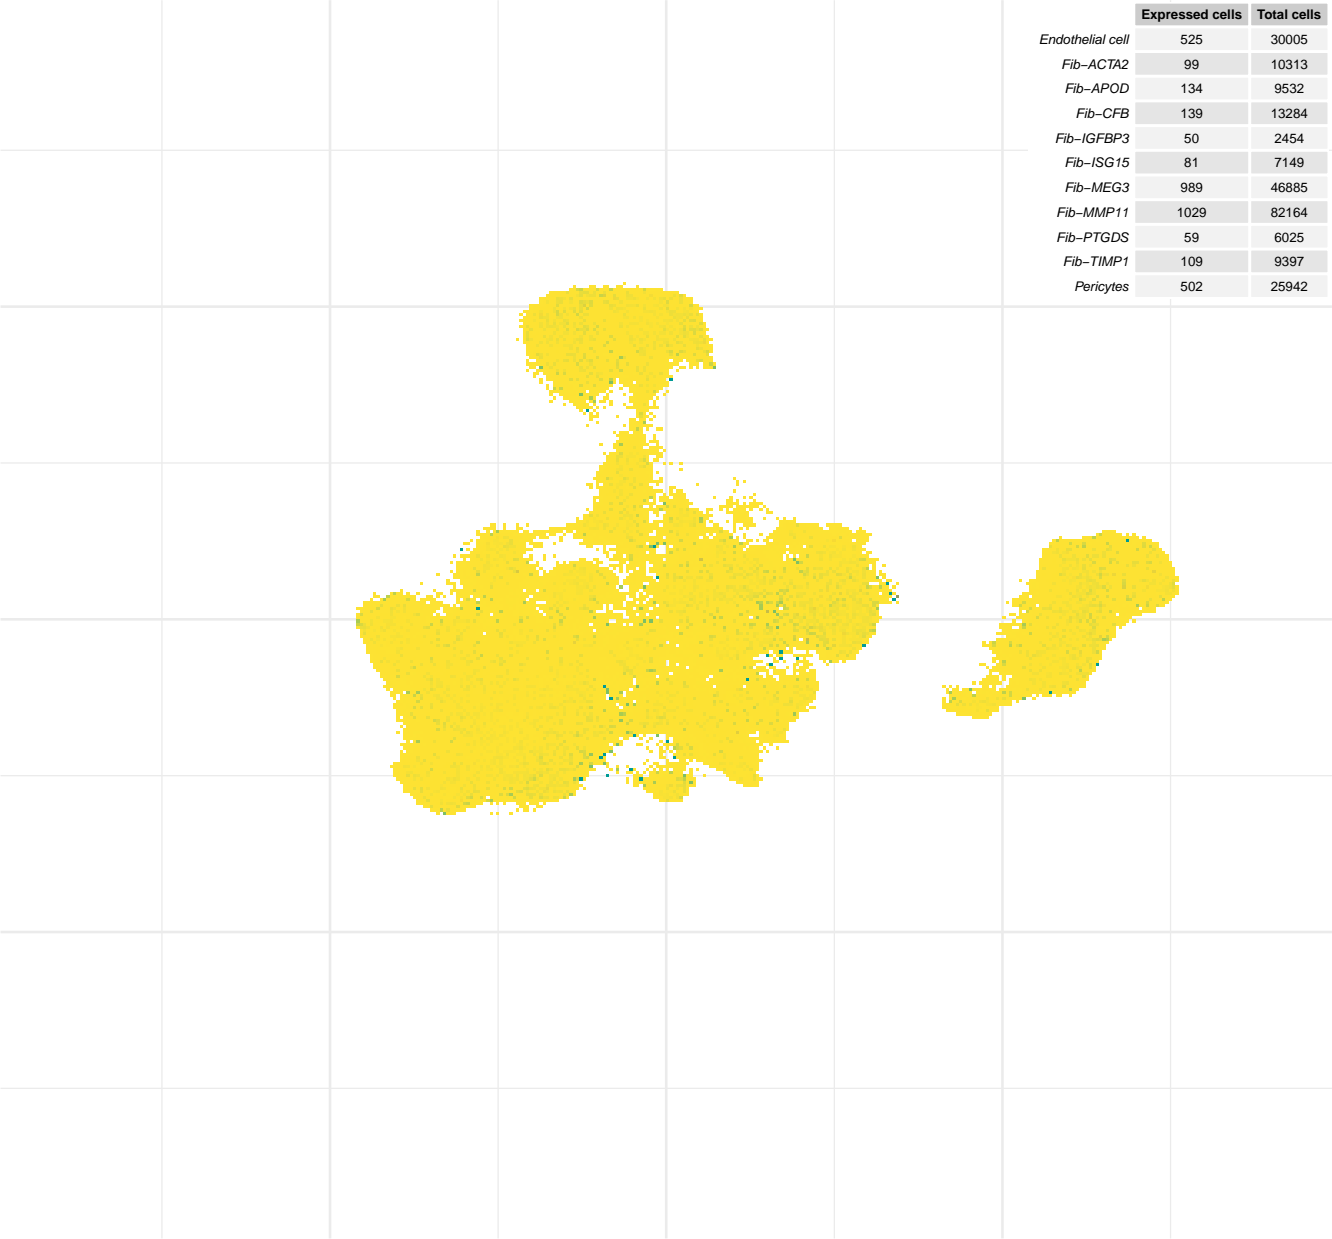 Expressed cells Total cells
Endothelial cell 525 30005
Fib−ACTA2 99 10313
Fib−APOD 134 9532
Fib−CFB 139 13284
Fib−IGFBP3 50 2454
Fib−ISG15 81 7149
Fib−MEG3 989 46885
Fib−MMP11 1029 82164
Fib−PTGDS 59 6025
Fib−TIMP1 109 9397
Pericytes 502 25942